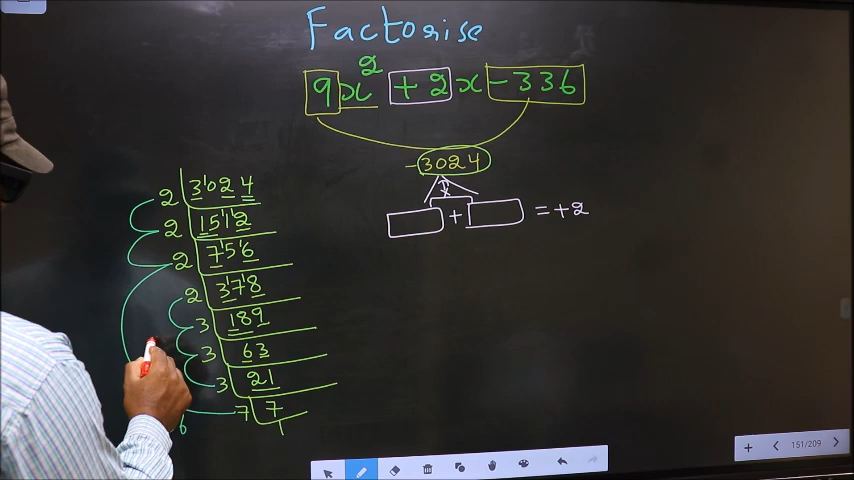 Factorise
9x² + 2x - 336
-3024
x
+ = +2
2 3024
2 1512
2 756
2 378
3 189
3 63
3 21
7 7
1
151/209